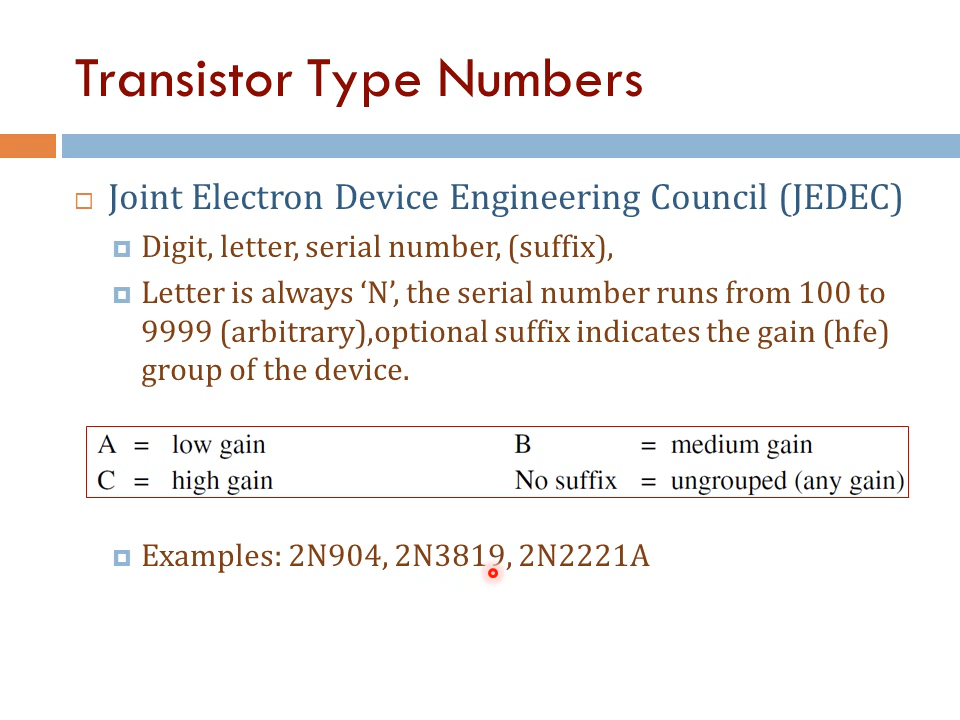 Transistor Type Numbers
Joint Electron Device Engineering Council (JEDEC)
Digit, letter, serial number, (suffix),
Letter is always ‘N’, the serial number runs from 100 to
9999 (arbitrary),optional suffix indicates the gain (hfe)
group of the device.
A = low gain B = medium gain
C = high gain No suffix = ungrouped (any gain)
Examples: 2N904, 2N3819, 2N2221A